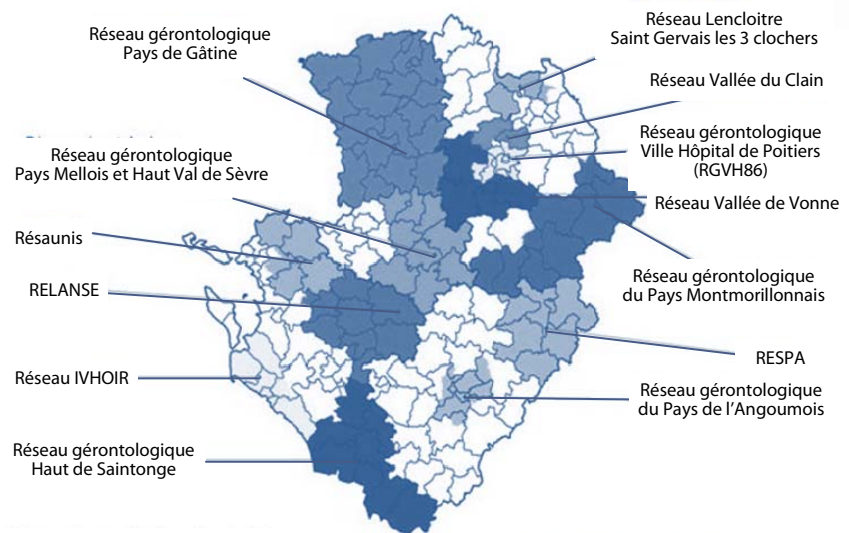 Réseau gérontologique
Pays de Gâtine
Réseau Lencloitre
Saint Gervais les 3 clochers
Réseau Vallée du Clain
Réseau gérontologique
Ville Hôpital de Poitiers
(RGVH86)
Réseau gérontologique
Pays Mellois et Haut Val de Sèvre
Réseau Vallée de Vonne
Résaunis
RELANSE
Réseau gérontologique
du Pays Montmorillonnais
RESPA
Réseau IVHOIR
Réseau gérontologique
du Pays de l'Angoumois
Réseau gérontologique
Haut de Saintonge